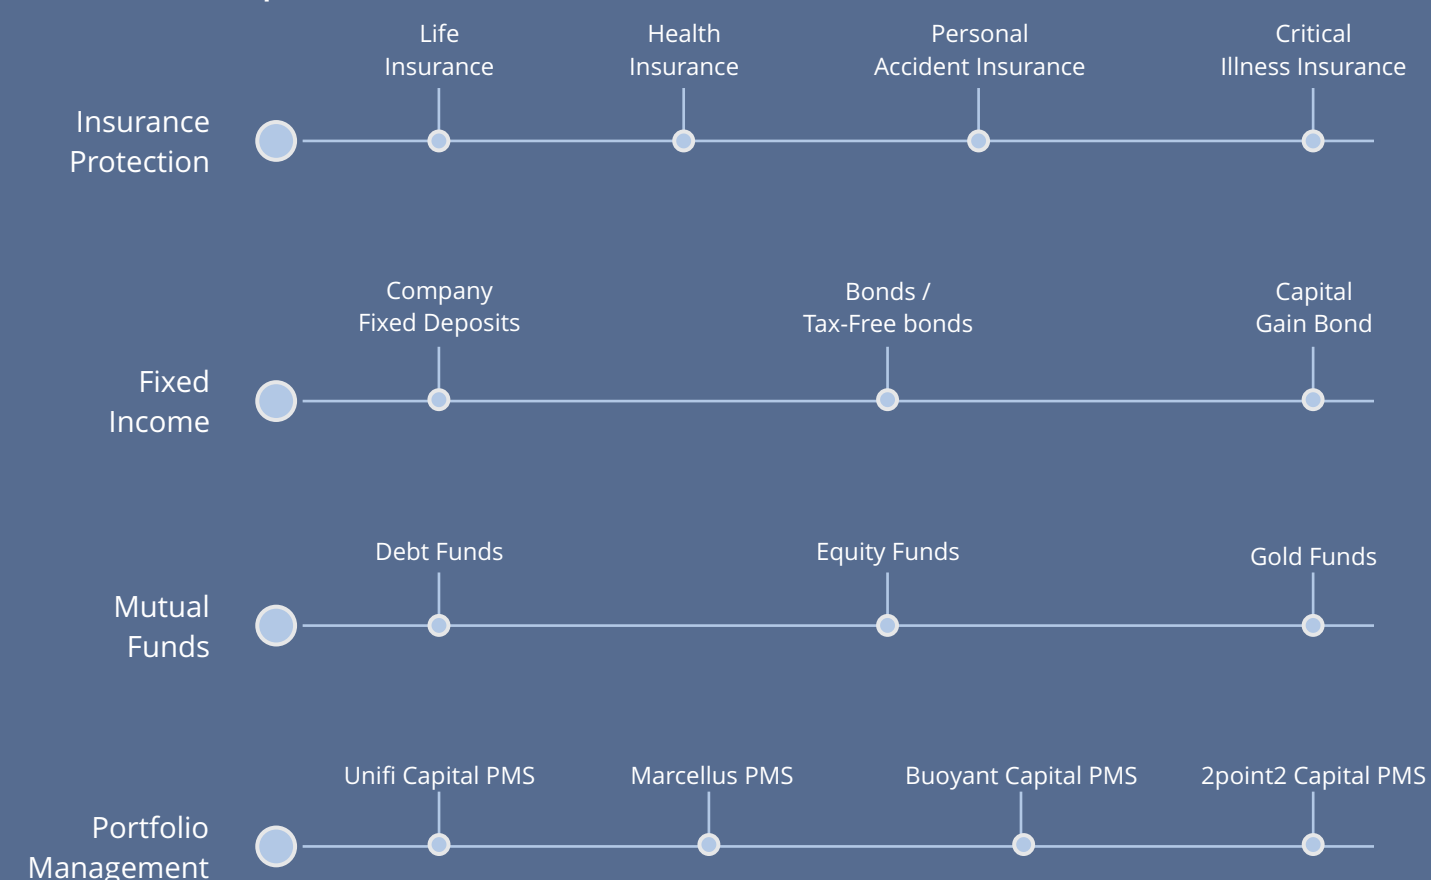 Life
Insurance
Health
Insurance
Personal
Accident Insurance
Critical
Illness Insurance
Insurance
Protection
Company
Fixed Deposits
Bonds /
Tax-Free bonds
Capital
Gain Bond
Fixed
Income
Debt Funds
Equity Funds
Gold Funds
Mutual
Funds
Unifi Capital PMS
Marcellus PMS
Buoyant Capital PMS
2point2 Capital PMS
Portfolio
Management